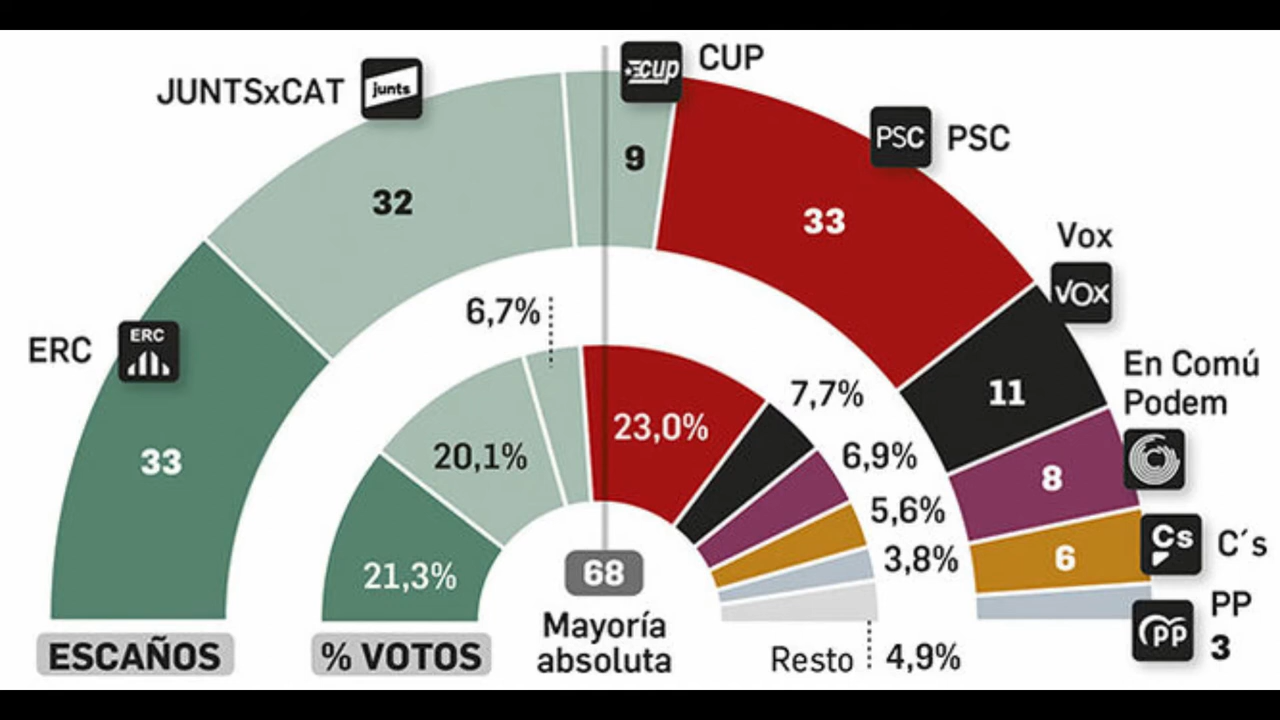 JUNTSxCAT
junts
cup
CUP
PSC
PSC
Vox
VOX
ERC
ERC
En Comú
Podem
Cs
C´s
PP
pp
3
33
32
9
33
11
8
6
21,3%
20,1%
6,7%
23,0%
7,7%
6,9%
5,6%
3,8%
Resto
4,9%
68
Mayoría
absoluta
ESCAÑOS
% VOTOS